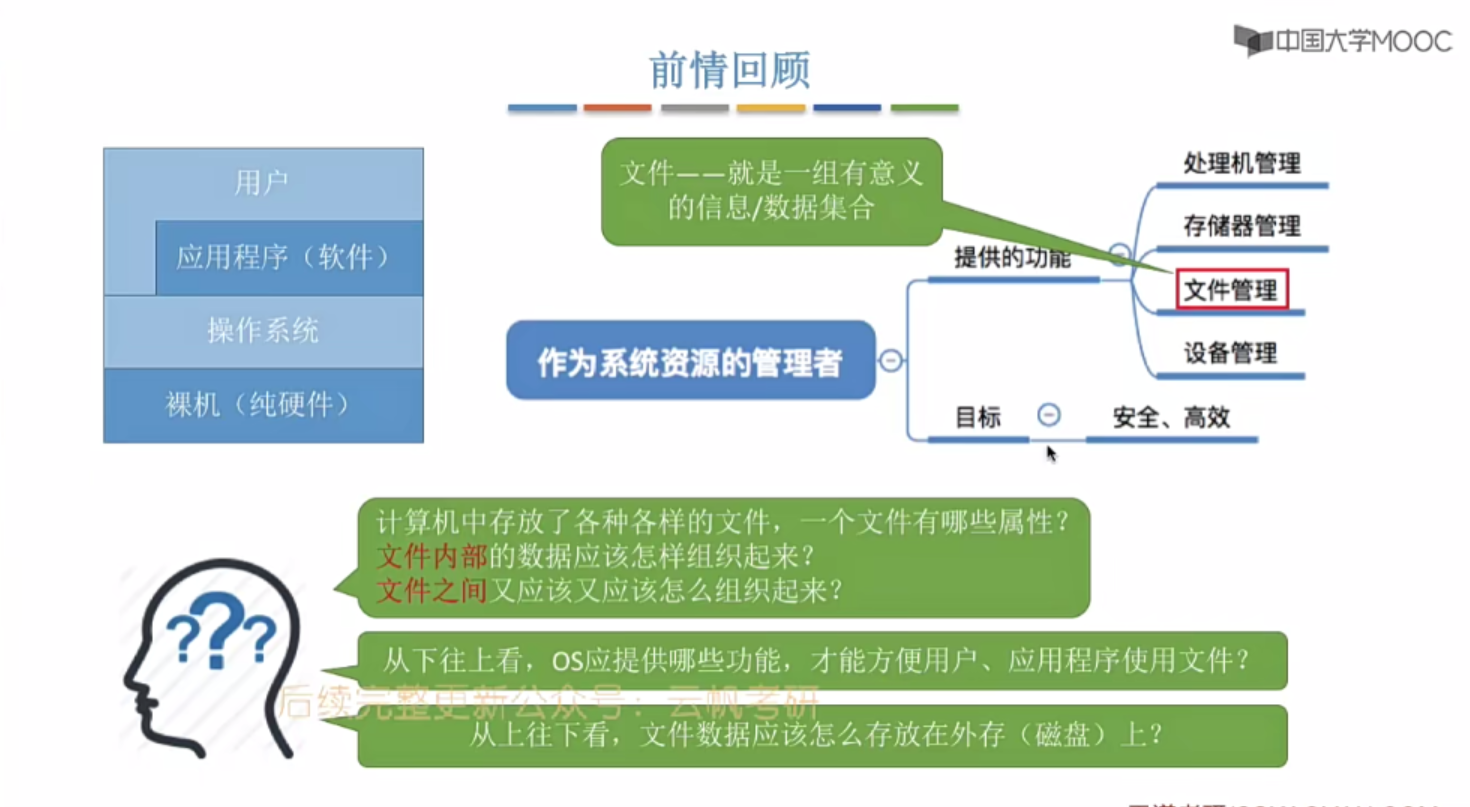 中国大学MOOC
前情回顾
用户
应用程序（软件）
操作系统
裸机（纯硬件）
文件——就是一组有意义
的信息/数据集合
作为系统资源的管理者
提供的功能
处理机管理
存储器管理
文件管理
设备管理
目标
安全、高效
计算机中存放了各种各样的文件，一个文件有哪些属性？
文件内部的数据应该怎样组织起来？
文件之间又应该又应该怎么组织起来？
从下往上看，OS应提供哪些功能，才能方便用户、应用程序使用文件？
后续完整更新公众号：云帆考研
从上往下看，文件数据应该怎么存放在外存（磁盘）上？